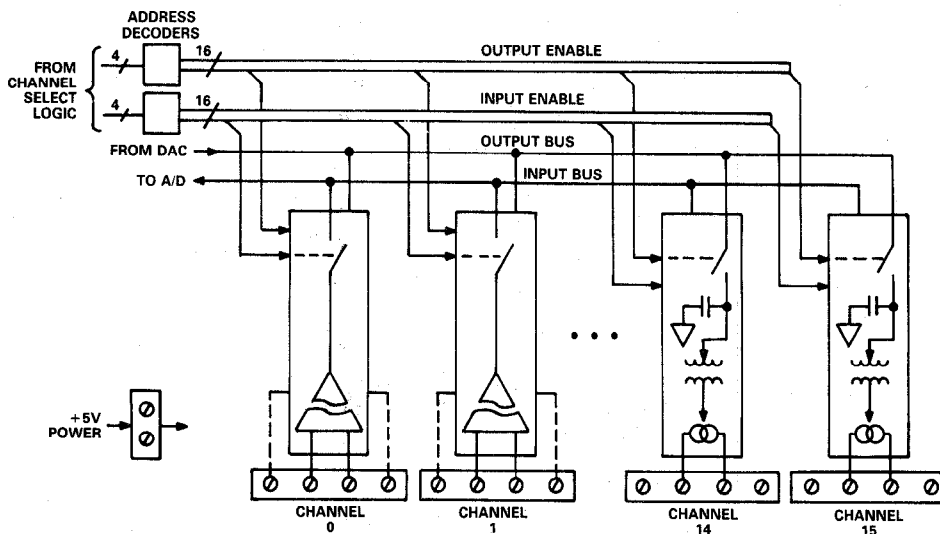 ADDRESS
DECODERS
FROM
CHANNEL
SELECT
LOGIC
4
16
OUTPUT ENABLE
4
16
INPUT ENABLE
FROM DAC
OUTPUT BUS
TO A/D
INPUT BUS
+5V
POWER
CHANNEL
0
CHANNEL
1
CHANNEL
14
CHANNEL
15